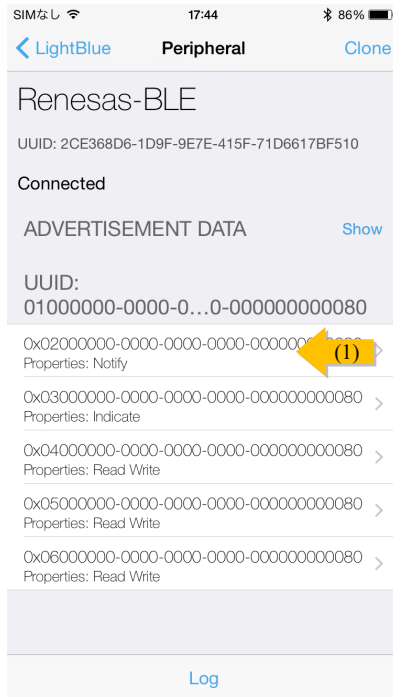 SIMなし 17:44 86%
LightBlue Peripheral Clone
Renesas-BLE
UUID: 2CE368D6-1D9F-9E7E-415F-71D6617BF510
Connected
ADVERTISEMENT DATA Show
UUID:
01000000-0000-0...0-000000000080
0x02000000-0000-0000-0000-000000 (1)
Properties: Notify
0x03000000-0000-0000-0000-000000000080
Properties: Indicate
0x04000000-0000-0000-0000-000000000080
Properties: Read Write
0x05000000-0000-0000-0000-000000000080
Properties: Read Write
0x06000000-0000-0000-0000-000000000080
Properties: Read Write
Log